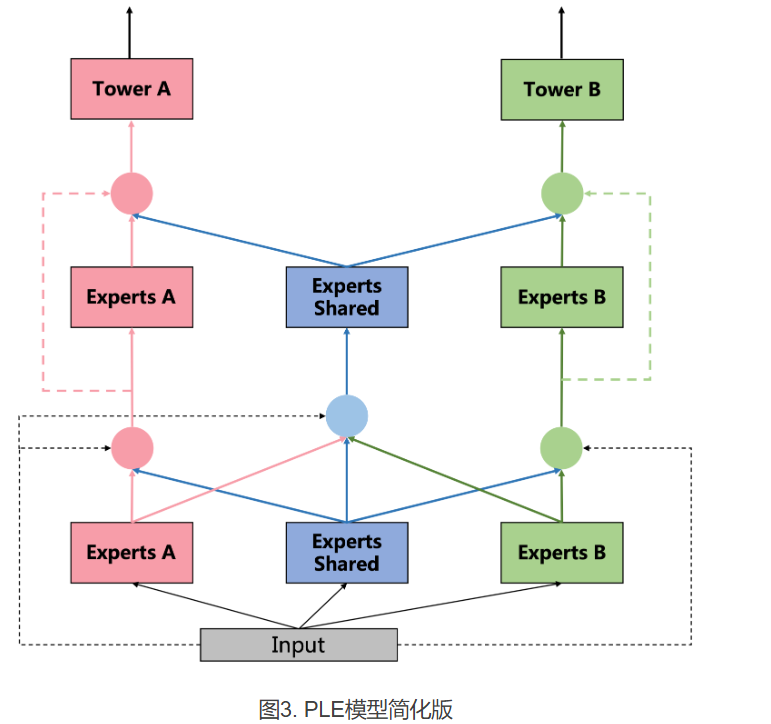 Tower A
Tower B
Experts A
Experts
Shared
Experts B
Experts A
Experts
Shared
Experts B
Input
图3. PLE模型简化版